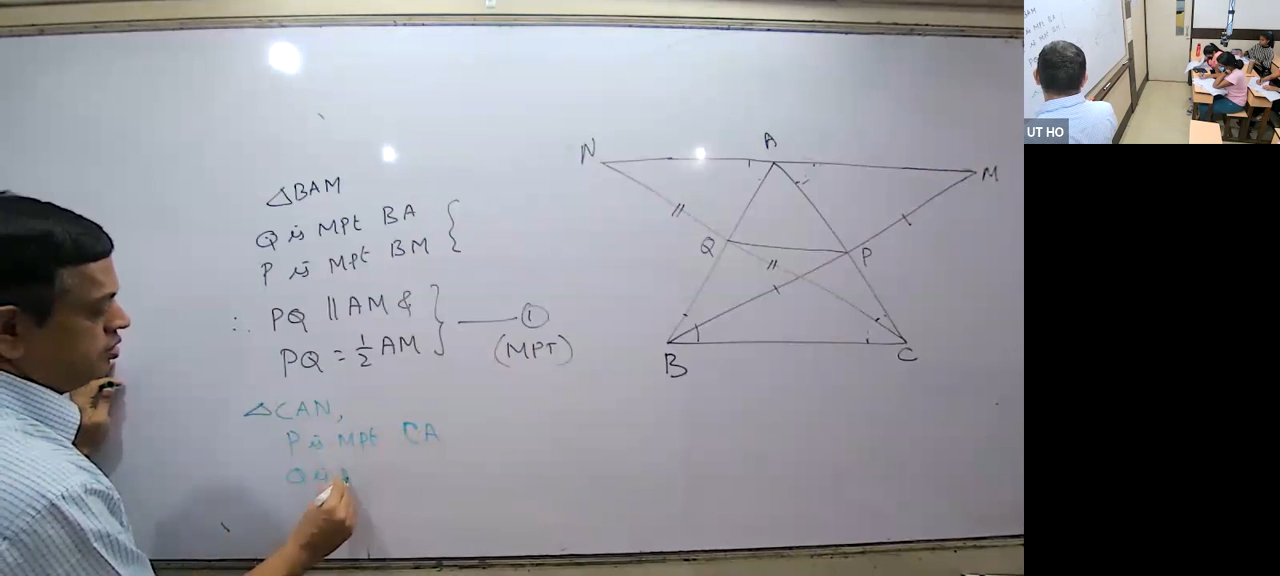 △BAM
Q is MPt BA
P is MPt BM
∴ PQ || AM &
PQ = 1/2 AM
①
(MPT)
△CAN,
P is MPt CA
Q is
N
A
M
Q
P
B
C
UT HO